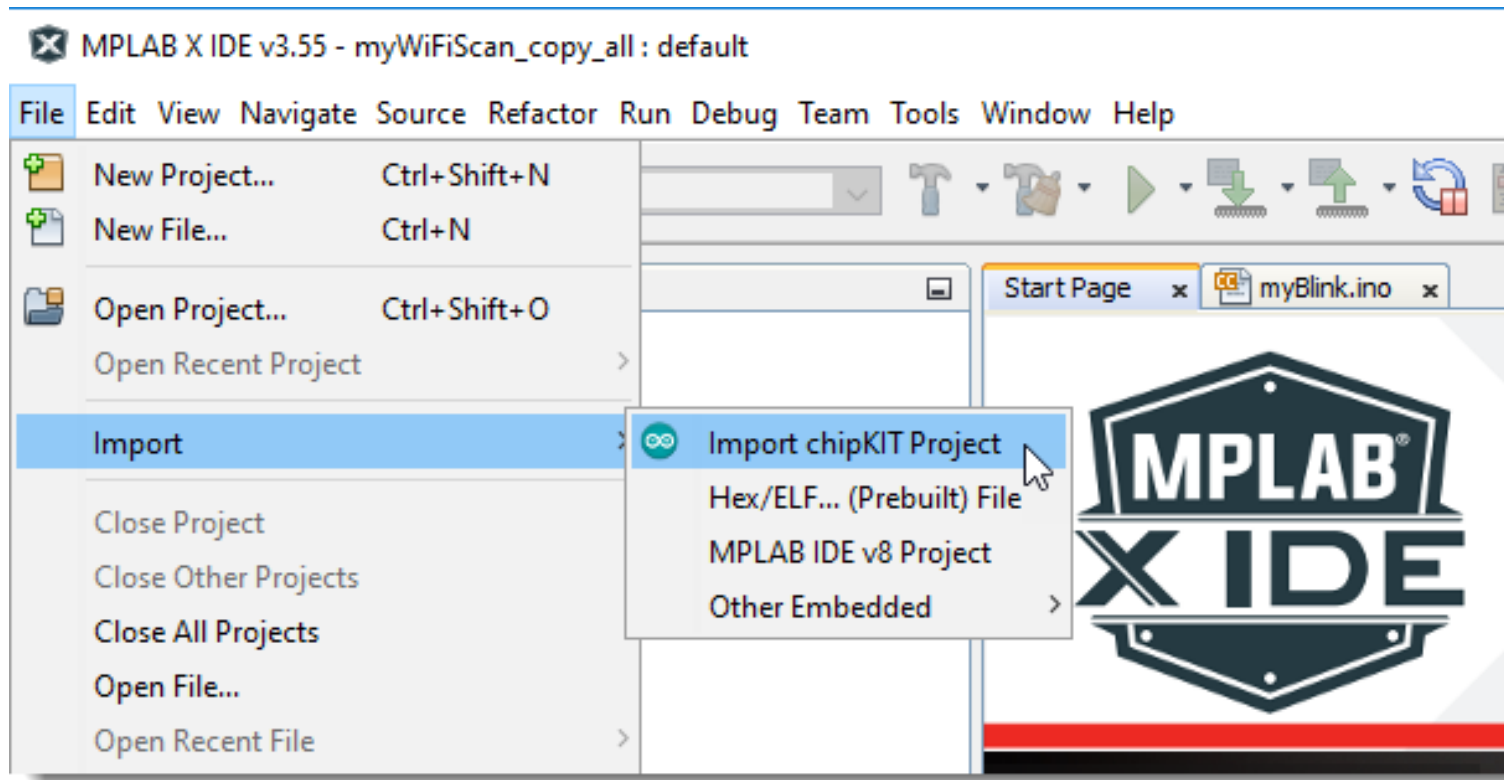 MPLAB X IDE v3.55 - myWiFiScan_copy_all : default
File Edit View Navigate Source Refactor Run Debug Team Tools Window Help
New Project... Ctrl+Shift+N
New File... Ctrl+N
Open Project... Ctrl+Shift+O
Open Recent Project
Import
Close Project
Close Other Projects
Close All Projects
Open File...
Open Recent File
Import chipKIT Project
Hex/ELF... (Prebuilt) File
MPLAB IDE v8 Project
Other Embedded
Start Page x myBlink.ino x
MPLAB®
X IDE